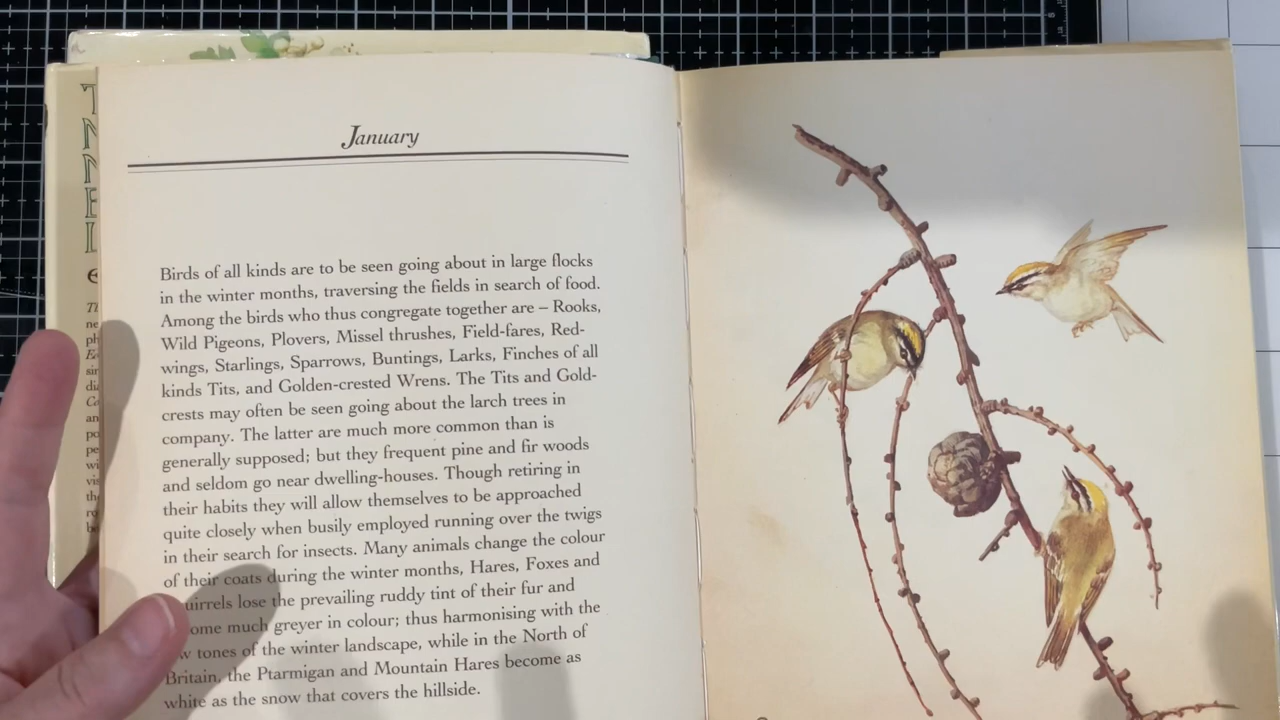 January
Birds of all kinds are to be seen going about in large flocks
in the winter months, traversing the fields in search of food.
Among the birds who thus congregate together are – Rooks,
Wild Pigeons, Plovers, Missel thrushes, Field-fares, Red-
wings, Starlings, Sparrows, Buntings, Larks, Finches of all
kinds Tits, and Golden-crested Wrens. The Tits and Gold-
crests may often be seen going about the larch trees in
company. The latter are much more common than is
generally supposed; but they frequent pine and fir woods
and seldom go near dwelling-houses. Though retiring in
their habits they will allow themselves to be approached
quite closely when busily employed running over the twigs
in their search for insects. Many animals change the colour
of their coats during the winter months, Hares, Foxes and
lose the prevailing ruddy tint of their fur and
much greyer in colour; thus harmonising with the
tones of the winter landscape, while in the North of
Britain, the Ptarmigan and Mountain Hares become as
white as the snow that covers the hillside.